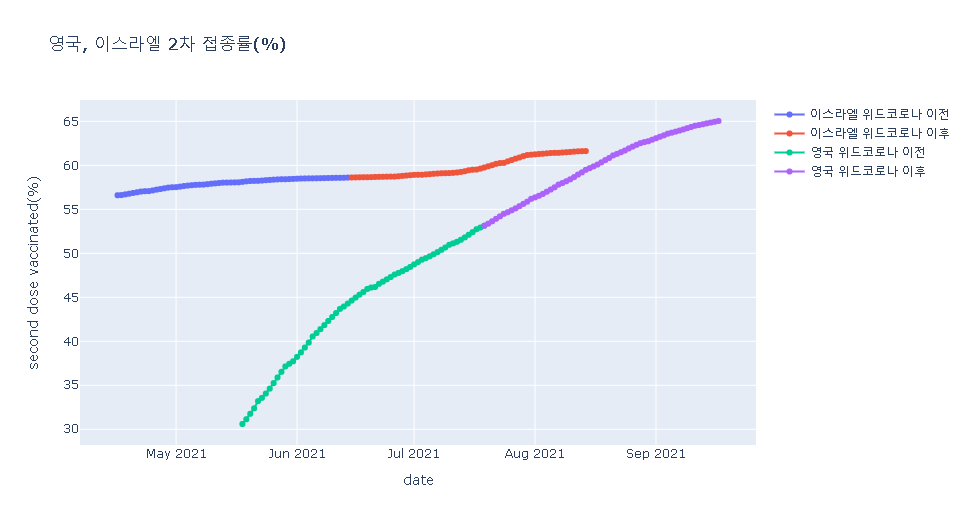 영국, 이스라엘 2차 접종률(%)
이스라엘 위드코로나 이전
이스라엘 위드코로나 이후
영국 위드코로나 이전
영국 위드코로나 이후
second dose vaccinated(%)
65
60
55
50
45
40
35
30
May 2021
Jun 2021
Jul 2021
Aug 2021
Sep 2021
date